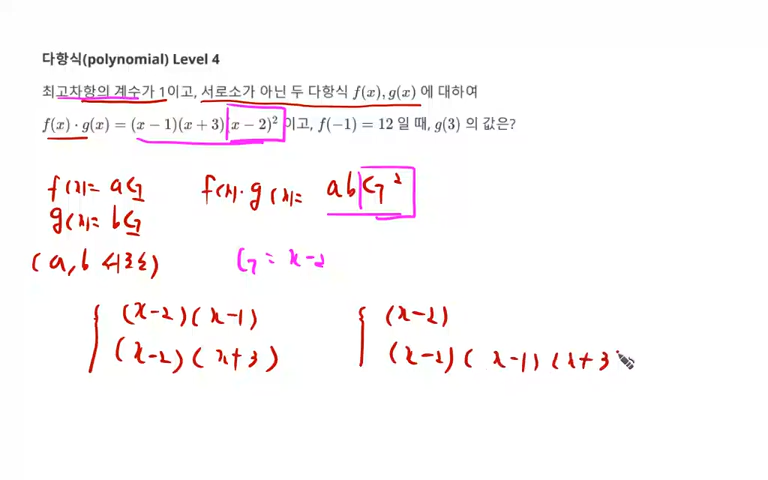 다항식(polynomial) Level 4
최고차항의 계수가 1이고, 서로소가 아닌 두 다항식 f(x), g(x) 에 대하여
f(x) · g(x) = (x − 1)(x + 3)(x − 2)² 이고, f(−1) = 12 일 때, g(3) 의 값은?
f(x)= aG f(x)· g(x)= abG²
g(x)= bG
(a, b 서로소) G = x-2
(x-2)(x-1) (x-2)
(x-2)(x+3) (x-2)(x-1)(x+3